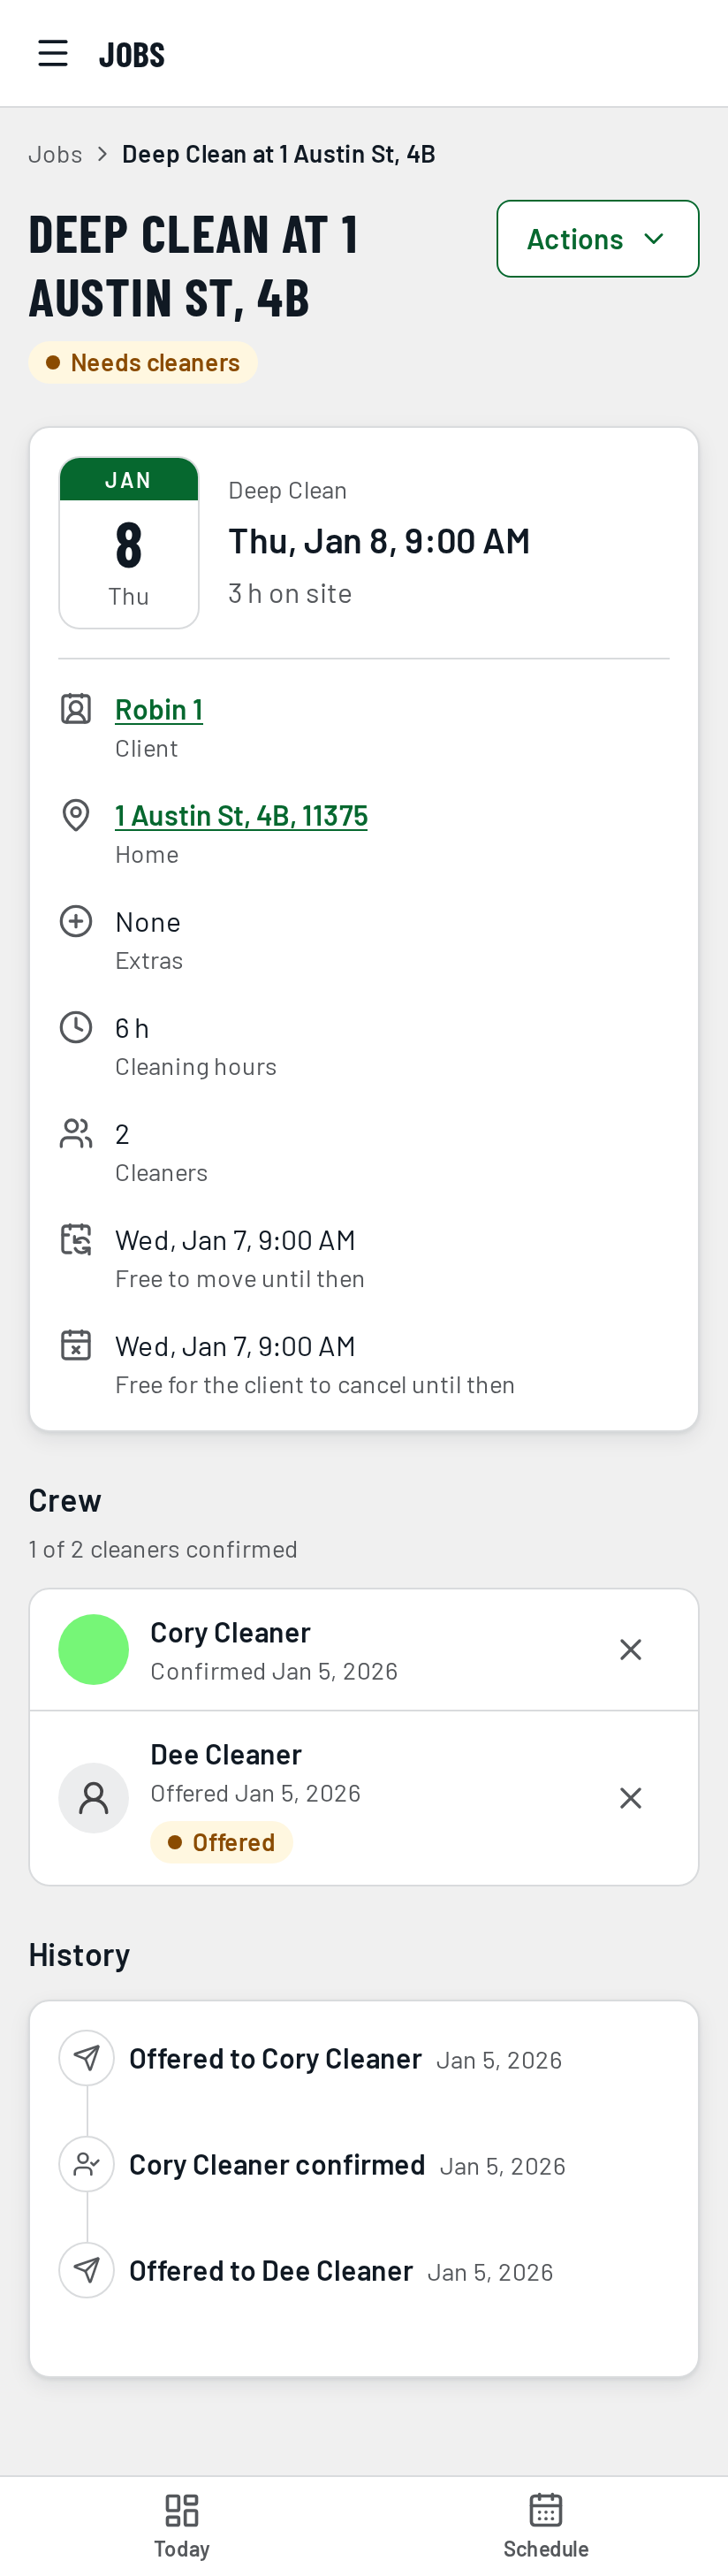 JOBS
Jobs > Deep Clean at 1 Austin St, 4B
DEEP CLEAN AT 1
AUSTIN ST, 4B
Actions
Needs cleaners
JAN
8
Thu
Deep Clean
Thu, Jan 8, 9:00 AM
3 h on site
Robin 1
Client
1 Austin St, 4B, 11375
Home
None
Extras
6 h
Cleaning hours
2
Cleaners
Wed, Jan 7, 9:00 AM
Free to move until then
Wed, Jan 7, 9:00 AM
Free for the client to cancel until then
Crew
1 of 2 cleaners confirmed
Cory Cleaner
Confirmed Jan 5, 2026
Dee Cleaner
Offered Jan 5, 2026
Offered
History
Offered to Cory Cleaner Jan 5, 2026
Cory Cleaner confirmed Jan 5, 2026
Offered to Dee Cleaner Jan 5, 2026
Today
Schedule